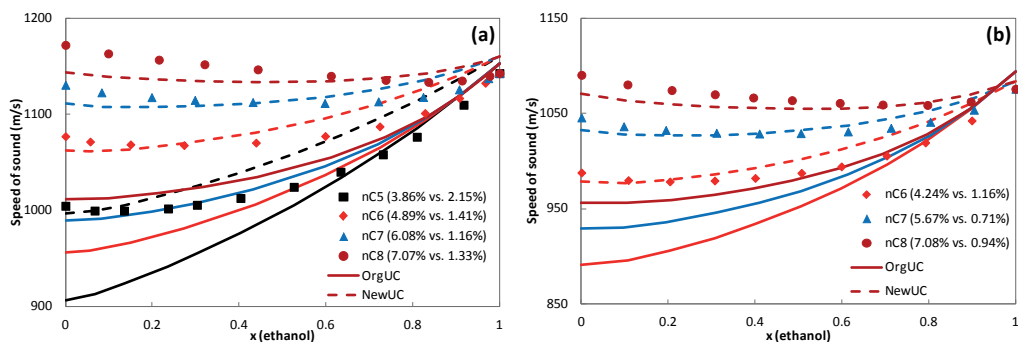 (a)
1200
1100
1000
900
Speed of sound (m/s)
nC5 (3.86% vs. 2.15%)
nC6 (4.89% vs. 1.41%)
nC7 (6.08% vs. 1.16%)
nC8 (7.07% vs. 1.33%)
OrgUC
NewUC
0 0.2 0.4 0.6 0.8 1
x (ethanol)
(b)
1150
1050
950
850
Speed of sound (m/s)
nC6 (4.24% vs. 1.16%)
nC7 (5.67% vs. 0.71%)
nC8 (7.08% vs. 0.94%)
OrgUC
NewUC
0 0.2 0.4 0.6 0.8 1
x (ethanol)